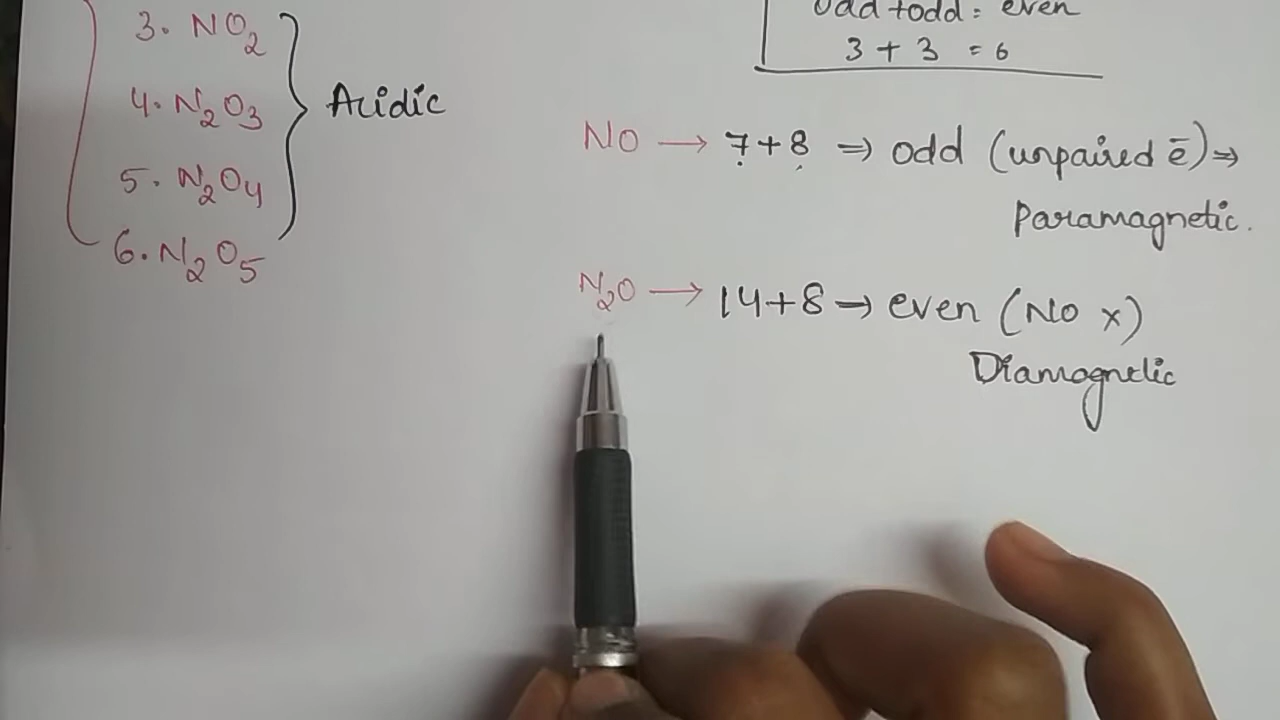 3. NO2
4. N2O3
5. N2O4
6. N2O5
Acidic
odd + odd = even
3 + 3 = 6
NO → 7+8 ⇒ odd (unpaired ē) ⇒
Paramagnetic.
N2O → 14+8 → even (No x)
Diamagnetic